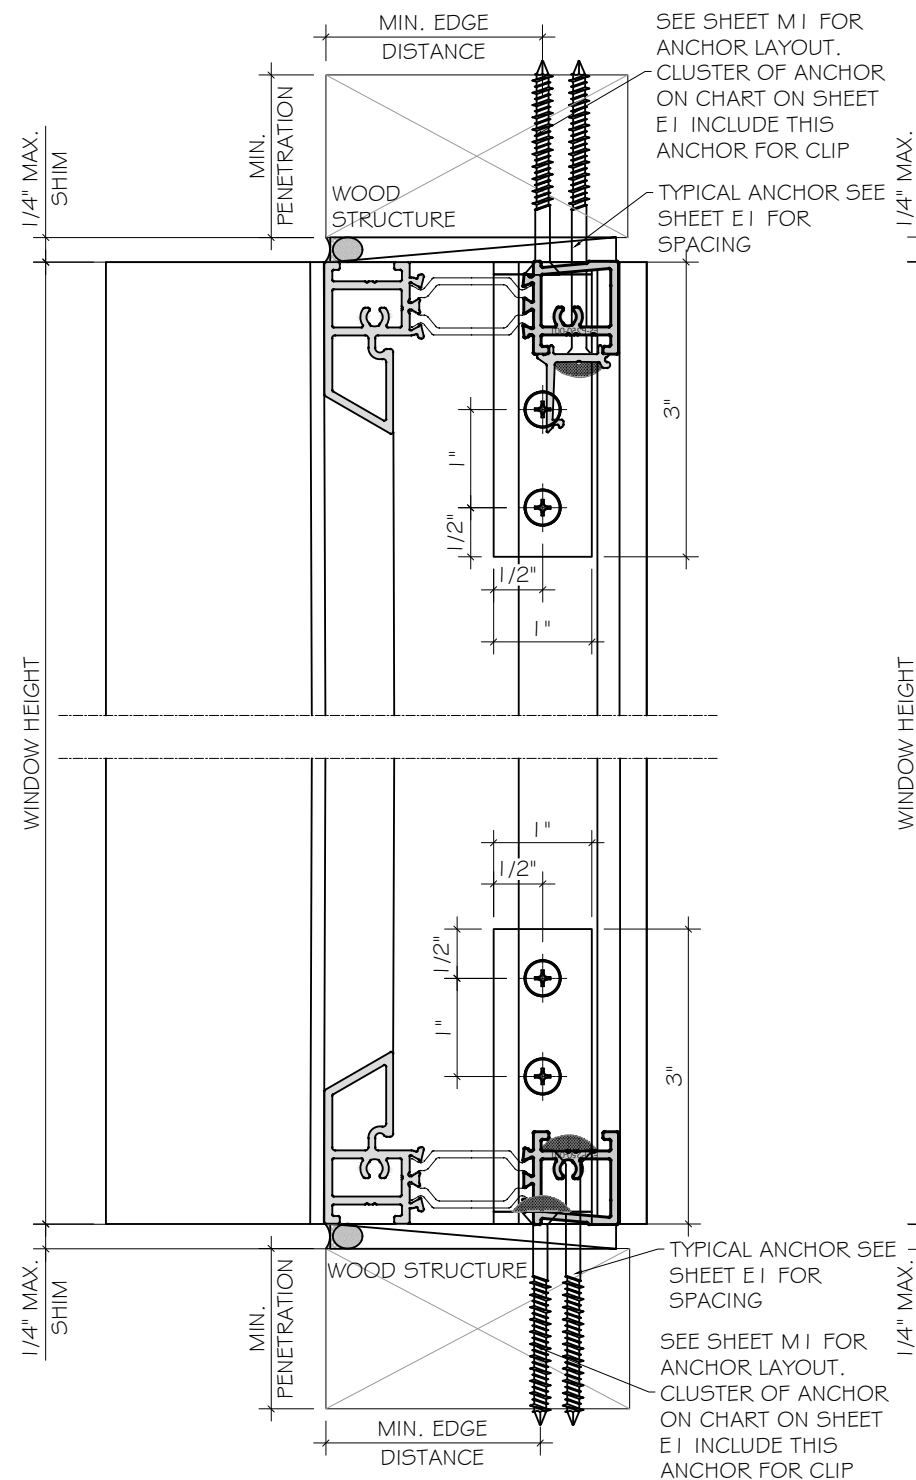 MIN. EDGE
DISTANCE
SEE SHEET M1 FOR
ANCHOR LAYOUT.
CLUSTER OF ANCHOR
ON CHART ON SHEET
E1 INCLUDE THIS
ANCHOR FOR CLIP
MIN.
PENETRATION
1/4" MAX.
SHIM
WOOD
STRUCTURE
TYPICAL ANCHOR SEE
SHEET E1 FOR
SPACING
1/4" MAX.
3"
1"
1/2"
1/2"
1"
WINDOW HEIGHT
WINDOW HEIGHT
1"
1/2"
1/2"
1"
3"
WOOD STRUCTURE
1/4" MAX.
SHIM
MIN.
PENETRATION
TYPICAL ANCHOR SEE
SHEET E1 FOR
SPACING
1/4" MAX.
SEE SHEET M1 FOR
ANCHOR LAYOUT.
CLUSTER OF ANCHOR
ON CHART ON SHEET
E1 INCLUDE THIS
ANCHOR FOR CLIP
MIN. EDGE
DISTANCE